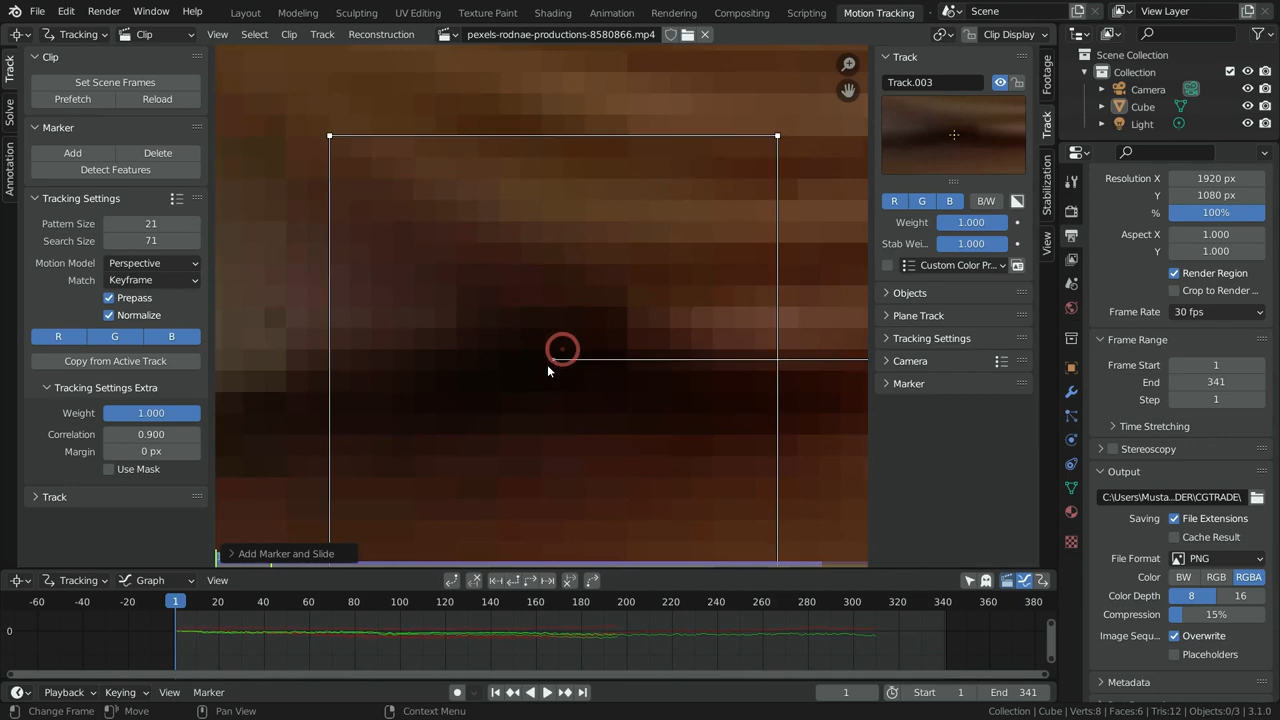 File Edit Render Window Help Layout Modeling Sculpting UV Editing Texture Paint Shading Animation Rendering Compositing Scripting Motion Tracking Scene View Layer
Tracking Clip View Select Clip Track Reconstruction pexels-rodnae-productions-8580866.mp4 Clip Display
Track
Solve
Annotation
Clip
Set Scene Frames
Prefetch Reload
Marker
Add Delete
Detect Features
Tracking Settings
Pattern Size 21
Search Size 71
Motion Model Perspective
Match Keyframe
Prepass
Normalize
R G B
Copy from Active Track
Tracking Settings Extra
Weight 1.000
Correlation 0.900
Margin 0 px
Use Mask
Track
Add Marker and Slide
Track
Track.003
R G B B/W
Weight 1.000
Stab Wei... 1.000
Custom Color Pr...
Objects
Plane Track
Tracking Settings
Camera
Marker
Footage
Track
Stabilization
View
Scene Collection
Collection
Camera
Cube
Light
Resolution X 1920 px
Y 1080 px
% 100%
Aspect X 1.000
Y 1.000
Render Region
Crop to Render ...
Frame Rate 30 fps
Frame Range
Frame Start 1
End 341
Step 1
Time Stretching
Stereoscopy
Output
C:\Users\Musta...DER\CGTRADE\
Saving File Extensions
Cache Result
File Format PNG
Color BW RGB RGBA
Color Depth 8 16
Compression 15%
Image Sequ... Overwrite
Placeholders
Metadata
Tracking Graph View
-60 -40 -20 1 20 40 60 80 100 120 140 160 180 200 220 240 260 280 300 320 340 360 380
0
Playback Keying View Marker 1 Start 1 End 341
Change Frame Move Pan View Context Menu Collection | Cube | Verts:8 | Faces:6 | Tris:12 | Objects:0/3 | 3.1.0